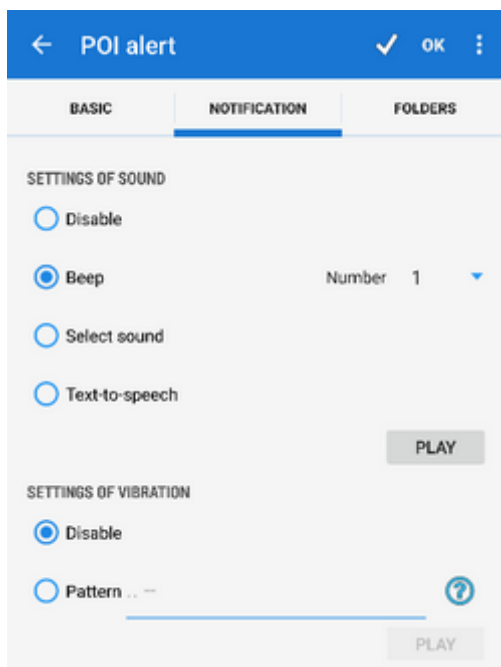 POI alert OK
BASIC NOTIFICATION FOLDERS
SETTINGS OF SOUND
Disable
Beep Number 1
Select sound
Text-to-speech
PLAY
SETTINGS OF VIBRATION
Disable
Pattern .. –
PLAY